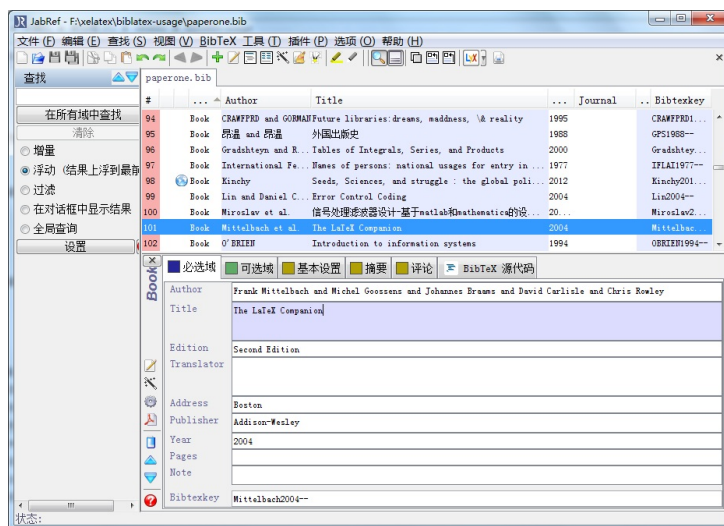 JabRef - F:\xelatex\biblatex-usage\paperone.bib
文件 (F) 编辑 (E) 查找 (S) 视图 (V) BibTeX 工具 (T) 插件 (P) 选项 (O) 帮助 (H)
查找
在所有域中查找
清除
增量
浮动 (结果上浮到最前
过滤
在对话框中显示结果
全局查询
设置
paperone.bib
# ... Author Title ... Journal .. Bibtexkey
94 Book CRAWFPRD and GORMAN Future libraries:dreams, maddness, \& reality 1995 CRAWFPRD1...
95 Book 昂温 and 昂温 外国出版史 1988 GPS1988--
96 Book Gradshteyn and R... Tables of Integrals, Series, and Products 2000 Gradshtey...
97 Book International Fe... Names of persons: national usages for entry in ... 1977 IFLAI1977--
98 Book Kinchy Seeds, Sciences, and struggle : the global poli... 2012 Kinchy201...
99 Book Lin and Daniel C... Error Control Coding 2004 Lin2004--
100 Book Miroslav et al. 信号处理滤波器设计-基于matlab和mathematica的设... 20... Miroslav2...
101 Book Mittelbach et al. The LaTeX Companion 2004 Mittelbac...
102 Book O'BRIEN Introduction to information systems 1994 OBRIEN1994--
Book
必选域 可选域 基本设置 摘要 评论 BibTeX 源代码
Author Frank Mittelbach and Michel Goossens and Johannes Braams and David Carlisle and Chris Rowley
Title The LaTeX Companion
Edition Second Edition
Translator
Address Boston
Publisher Addison-Wesley
Year 2004
Pages
Note
Bibtexkey Mittelbach2004--
状态: